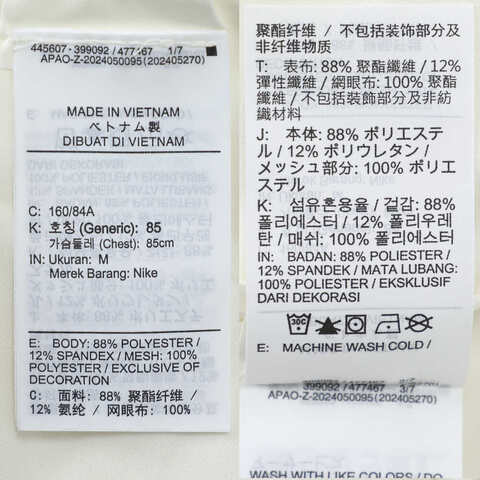 445607 · 399092 / 477467 1/7
APAO-Z-2024050095 (202405270)
MADE IN VIETNAM
ベトナム製
DIBUAT DI VIETNAM
C: 160/84A
K: 호칭 (Generic): 85
가슴둘레 (Chest): 85cm
IN: Ukuran: M
Merek Barang: Nike
E: BODY: 88% POLYESTER /
12% SPANDEX / MESH: 100%
POLYESTER / EXCLUSIVE OF
DECORATION
C: 面料: 88% 聚酯纤维 /
12% 氨纶 / 网眼布: 100%
聚酯纤维 / 不包括装饰部分及
非纤维物质
T: 表布: 88% 聚酯纖維 / 12%
彈性纖維 / 網眼布: 100% 聚酯
纖維 / 不包括裝飾部分及非紡
織材料
J: 本体: 88% ポリエステ
ル / 12% ポリウレタン /
メッシュ部分: 100% ポリエ
ステル
K: 섬유혼용율 / 겉감: 88%
폴리에스터 / 12% 폴리우레
탄 / 매쉬: 100% 폴리에스터
IN: BADAN: 88% POLIESTER /
12% SPANDEX / MATA LUBANG:
100% POLIESTER / EKSKLUSIF
DARI DEKORASI
30C
E: MACHINE WASH COLD /
399092 / 477467 3/7
APAO-Z-2024050095 (202405270)
WASH WITH LIKE COLORS / DO